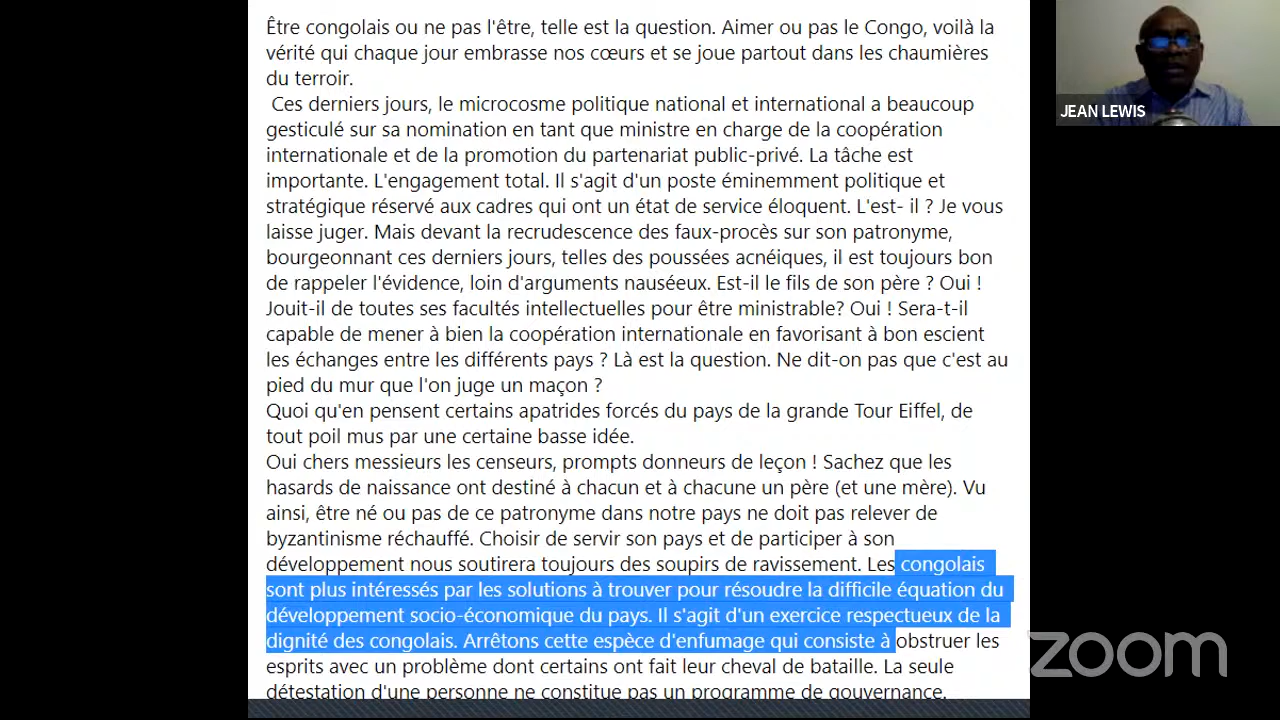 Être congolais ou ne pas l'être, telle est la question. Aimer ou pas le Congo, voilà la
vérité qui chaque jour embrasse nos cœurs et se joue partout dans les chaumières
du terroir.
Ces derniers jours, le microcosme politique national et international a beaucoup
gesticulé sur sa nomination en tant que ministre en charge de la coopération
internationale et de la promotion du partenariat public-privé. La tâche est
importante. L'engagement total. Il s'agit d'un poste éminemment politique et
stratégique réservé aux cadres qui ont un état de service éloquent. L'est- il ? Je vous
laisse juger. Mais devant la recrudescence des faux-procès sur son patronyme,
bourgeonnant ces derniers jours, telles des poussées acnéiques, il est toujours bon
de rappeler l'évidence, loin d'arguments nauséeux. Est-il le fils de son père ? Oui !
Jouit-il de toutes ses facultés intellectuelles pour être ministrable? Oui ! Sera-t-il
capable de mener à bien la coopération internationale en favorisant à bon escient
les échanges entre les différents pays ? Là est la question. Ne dit-on pas que c'est au
pied du mur que l'on juge un maçon ?
Quoi qu'en pensent certains apatrides forcés du pays de la grande Tour Eiffel, de
tout poil mus par une certaine basse idée.
Oui chers messieurs les censeurs, prompts donneurs de leçon ! Sachez que les
hasards de naissance ont destiné à chacun et à chacune un père (et une mère). Vu
ainsi, être né ou pas de ce patronyme dans notre pays ne doit pas relever de
byzantinisme réchauffé. Choisir de servir son pays et de participer à son
développement nous soutirera toujours des soupirs de ravissement. Les congolais
sont plus intéressés par les solutions à trouver pour résoudre la difficile équation du
développement socio-économique du pays. Il s'agit d'un exercice respectueux de la
dignité des congolais. Arrêtons cette espèce d'enfumage qui consiste à obstruer les
esprits avec un problème dont certains ont fait leur cheval de bataille. La seule
détestation d'une personne ne constitue pas un programme de gouvernance.
JEAN LEWIS
zoom